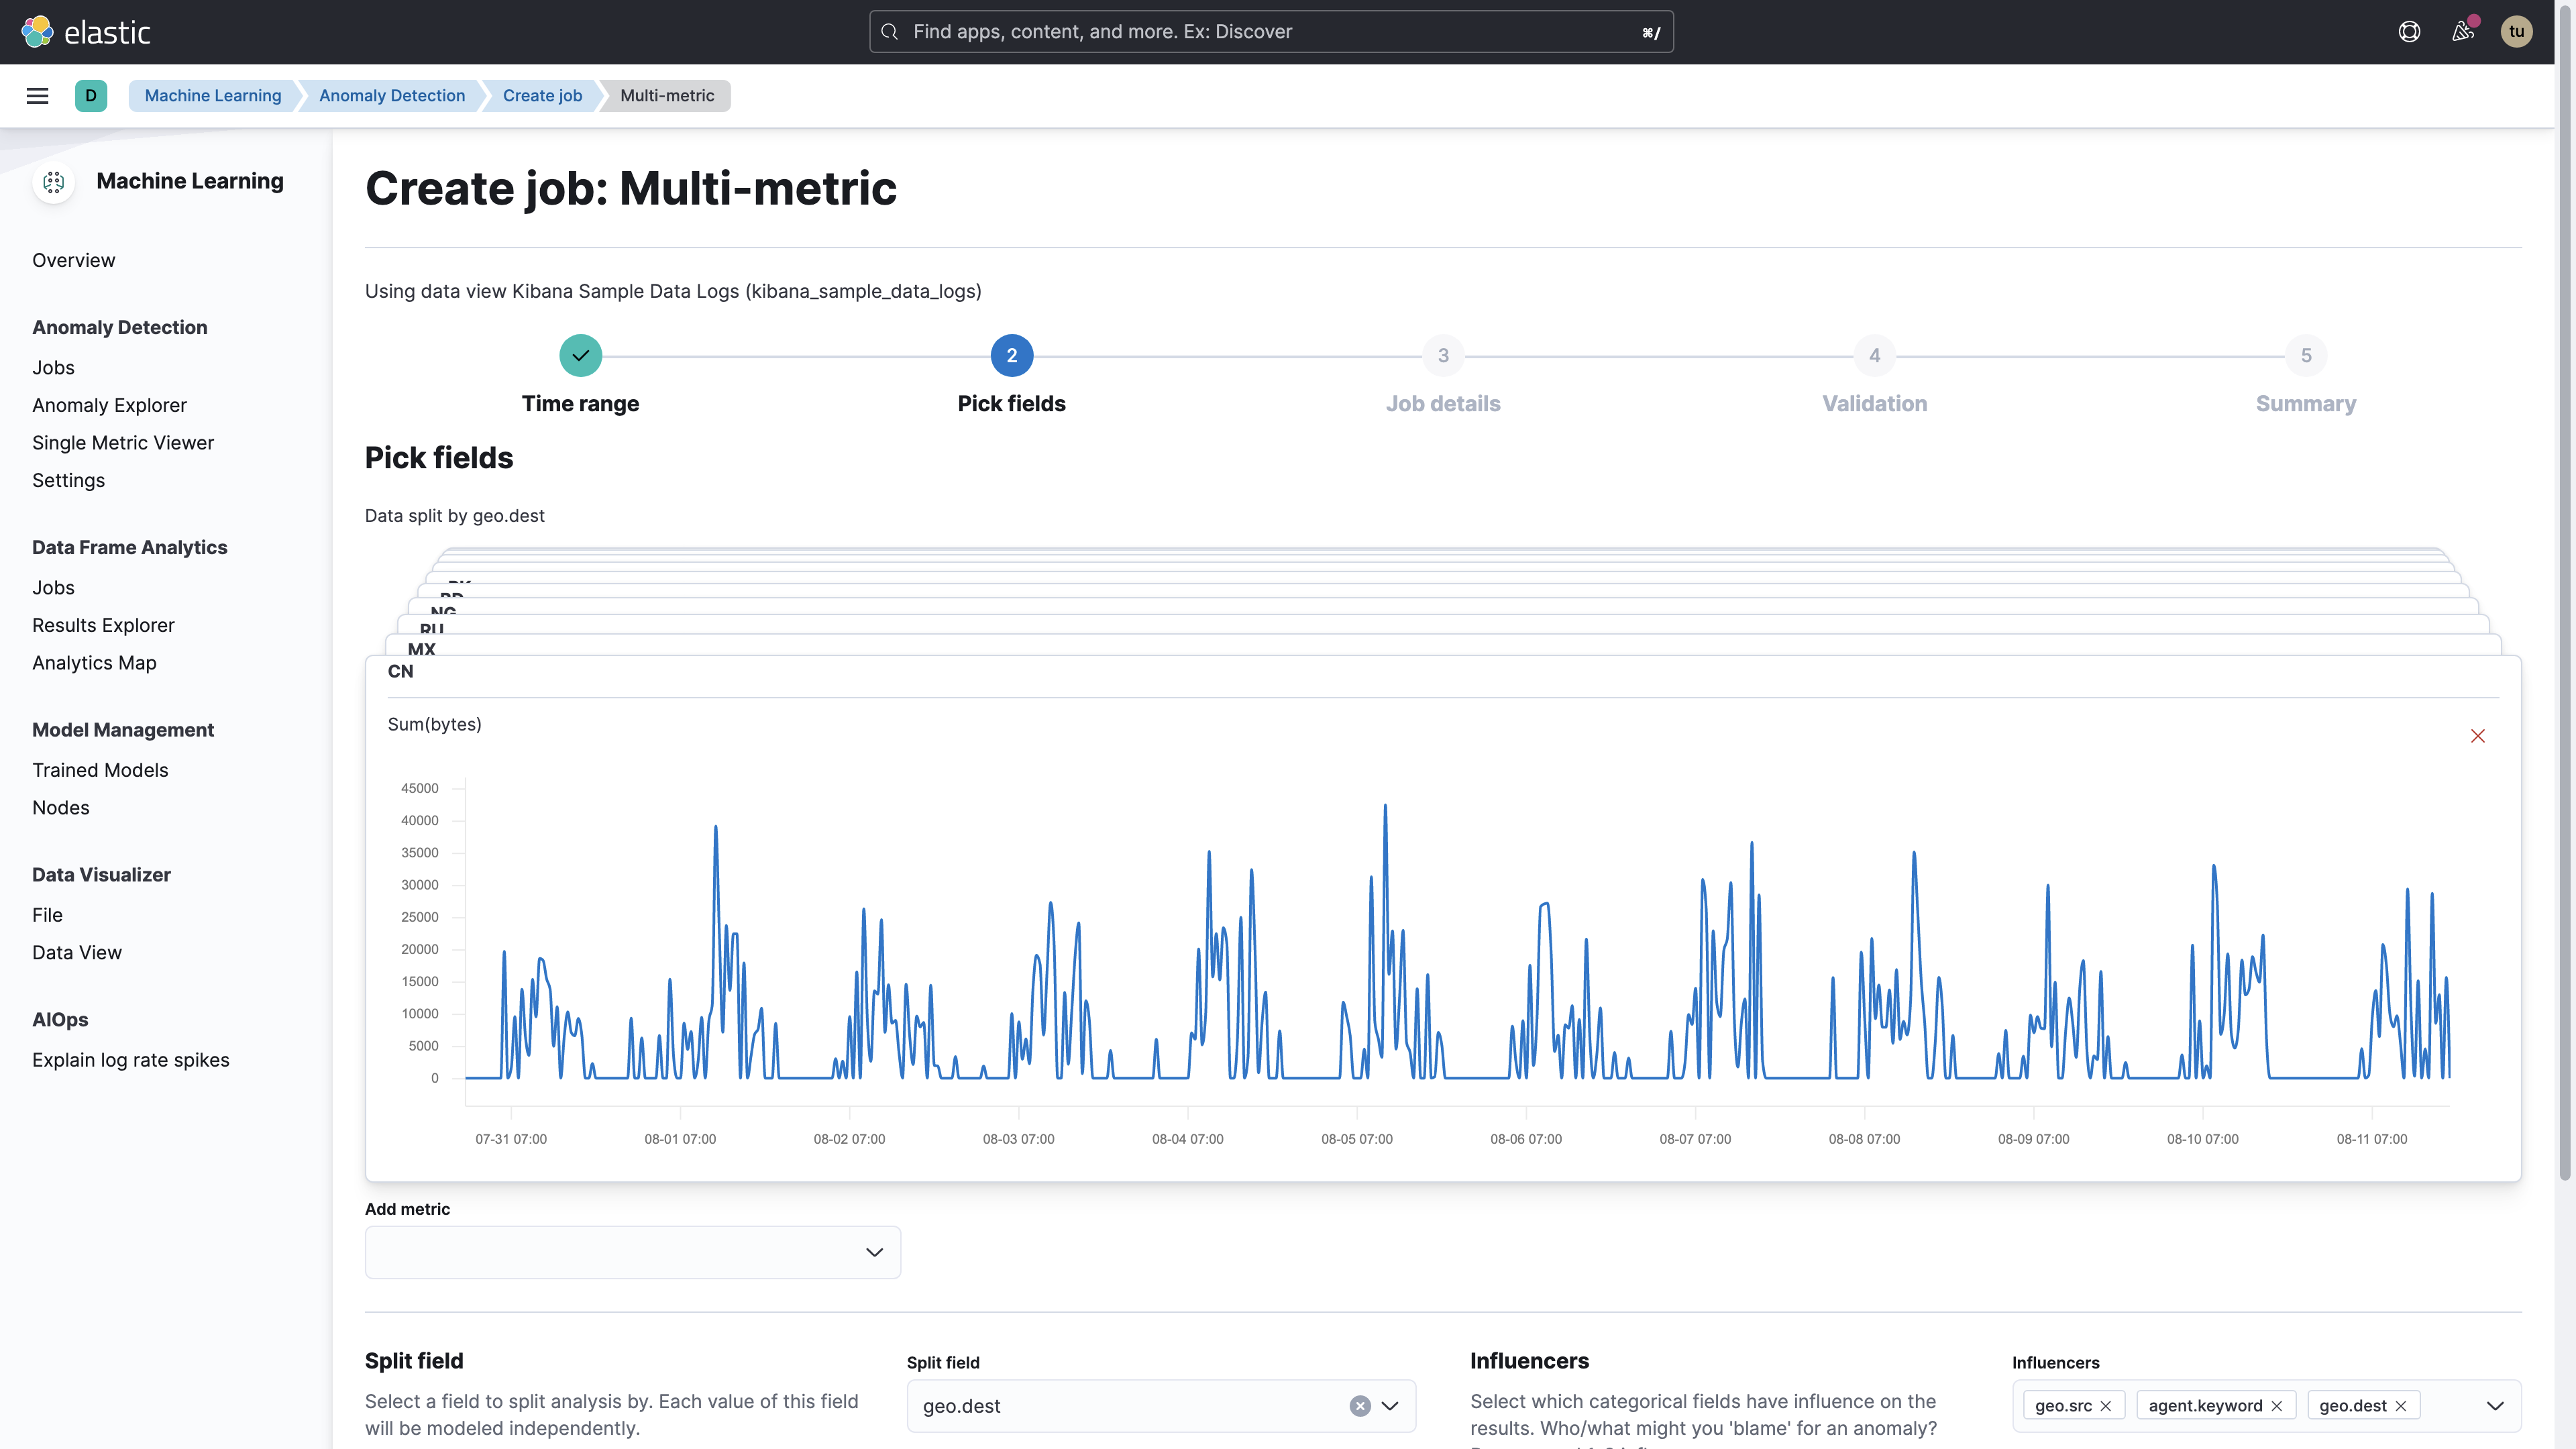 elastic
Find apps, content, and more. Ex: Discover
⌘/
tu
D
Machine Learning
Anomaly Detection
Create job
Multi-metric
Machine Learning
Overview
Anomaly Detection
Jobs
Anomaly Explorer
Single Metric Viewer
Settings
Data Frame Analytics
Jobs
Results Explorer
Analytics Map
Model Management
Trained Models
Nodes
Data Visualizer
File
Data View
AIOps
Explain log rate spikes
Create job: Multi-metric
Using data view Kibana Sample Data Logs (kibana_sample_data_logs)
2
3
4
5
Time range
Pick fields
Job details
Validation
Summary
Pick fields
Data split by geo.dest
NG
RU
MX
CN
Sum(bytes)
45000
40000
35000
30000
25000
20000
15000
10000
5000
0
07-31 07:00
08-01 07:00
08-02 07:00
08-03 07:00
08-04 07:00
08-05 07:00
08-06 07:00
08-07 07:00
08-08 07:00
08-09 07:00
08-10 07:00
08-11 07:00
Add metric
Split field
Select a field to split analysis by. Each value of this field
will be modeled independently.
Split field
geo.dest
Influencers
Select which categorical fields have influence on the
results. Who/what might you 'blame' for an anomaly?
Influencers
geo.src
agent.keyword
geo.dest